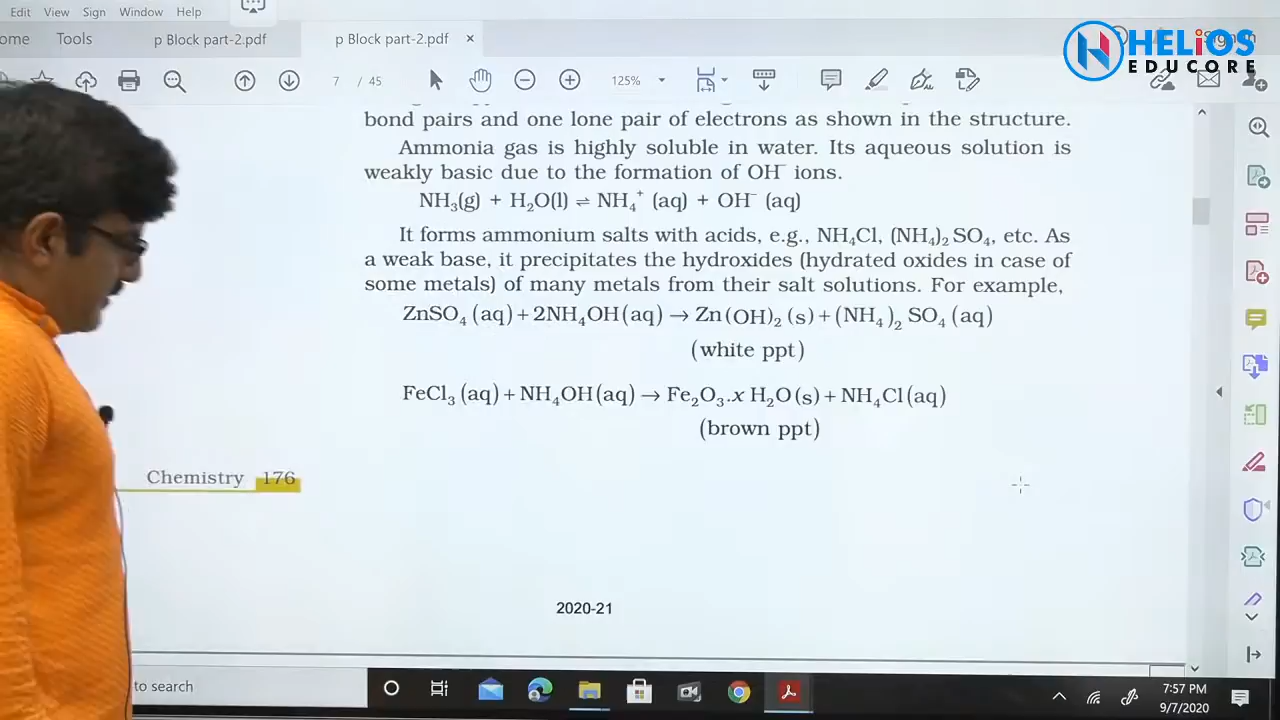 Edit View Sign Window Help
ome Tools p Block part-2.pdf p Block part-2.pdf ×
HELiOS
EDUCORE
7 / 45 125%
bond pairs and one lone pair of electrons as shown in the structure.
Ammonia gas is highly soluble in water. Its aqueous solution is
weakly basic due to the formation of OH⁻ ions.
NH₃(g) + H₂O(l) ⇌ NH₄⁺ (aq) + OH⁻ (aq)
It forms ammonium salts with acids, e.g., NH₄Cl, (NH₄)₂ SO₄, etc. As
a weak base, it precipitates the hydroxides (hydrated oxides in case of
some metals) of many metals from their salt solutions. For example,
ZnSO₄ (aq) + 2NH₄OH (aq) → Zn (OH)₂ (s) + (NH₄)₂ SO₄ (aq)
(white ppt)
FeCl₃ (aq) + NH₄OH (aq) → Fe₂O₃.x H₂O (s) + NH₄Cl (aq)
(brown ppt)
Chemistry 176
2020-21
to search
7:57 PM
9/7/2020